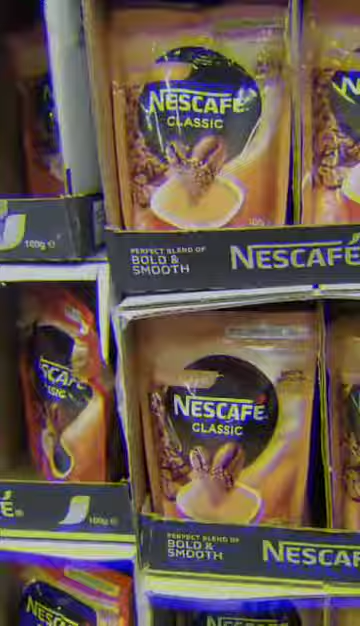 NESCAFÉ
CLASSIC
100g
PERFECT BLEND OF
BOLD &
SMOOTH
NESCAFÉ
100g e
NESCAFÉ
CLASSIC
É®
100g e
PERFECT BLEND OF
BOLD &
SMOOTH
NESCAF
NESCAFÉ